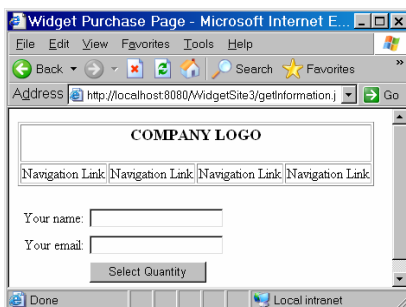 Widget Purchase Page - Microsoft Internet E...
File Edit View Favorites Tools Help
Back Search Favorites »
Address http://localhost:8080/WidgetSite3/getInformation.j Go
COMPANY LOGO
Navigation Link Navigation Link Navigation Link Navigation Link
Your name:
Your email:
Select Quantity
Done Local intranet